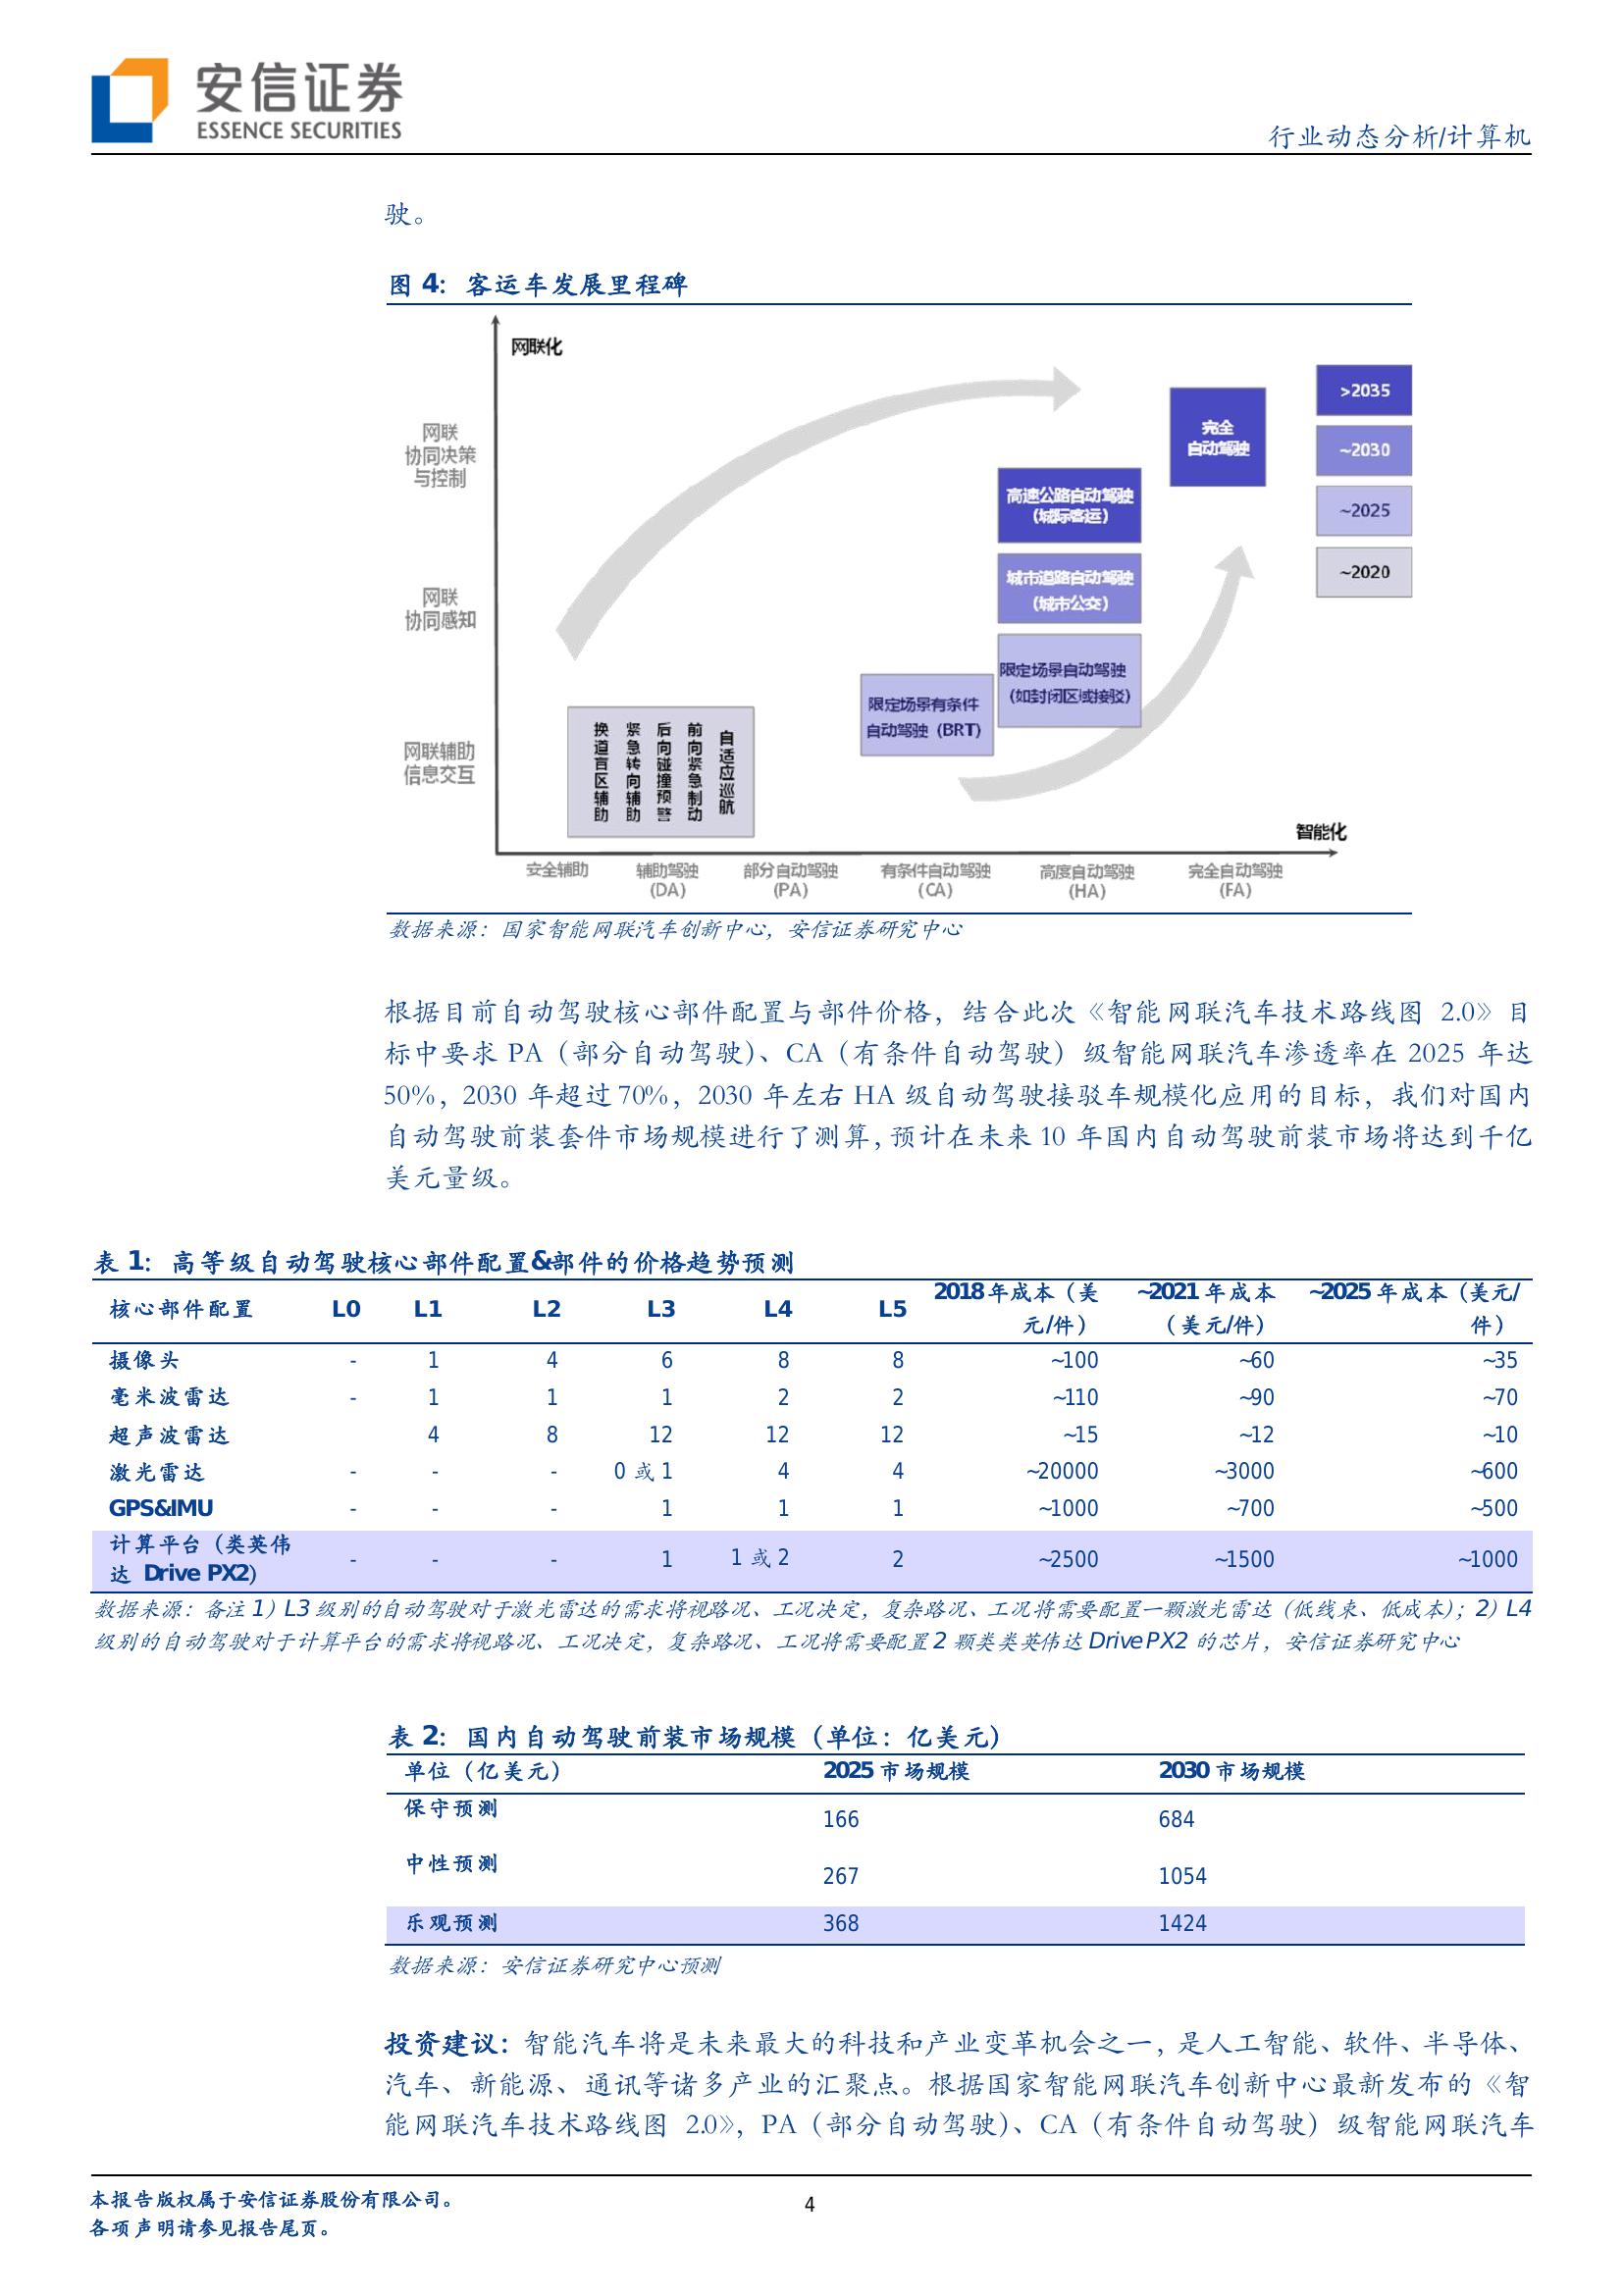 安信证券
ESSENCE SECURITIES
行业动态分析/计算机
驶。
图 4：客运车发展里程碑
网联化
网联
协同决策
与控制
网联
协同感知
网联辅助
信息交互
>2035
~2030
~2025
~2020
完全
自动驾驶
高速公路自动驾驶
（城际客运）
城市道路自动驾驶
（城市公交）
限定场景自动驾驶
（如封闭区域接驳）
限定场景有条件
自动驾驶（BRT）
换道盲区辅助
紧急转向辅助
后向碰撞预警
前向紧急制动
自适应巡航
智能化
安全辅助 辅助驾驶 部分自动驾驶 有条件自动驾驶 高度自动驾驶 完全自动驾驶
(DA) (PA) (CA) (HA) (FA)
数据来源：国家智能网联汽车创新中心，安信证券研究中心
根据目前自动驾驶核心部件配置与部件价格，结合此次《智能网联汽车技术路线图 2.0》目
标中要求 PA（部分自动驾驶）、CA（有条件自动驾驶）级智能网联汽车渗透率在 2025 年达
50%，2030 年超过 70%，2030 年左右 HA 级自动驾驶接驳车规模化应用的目标，我们对国内
自动驾驶前装套件市场规模进行了测算，预计在未来 10 年国内自动驾驶前装市场将达到千亿
美元量级。
表 1：高等级自动驾驶核心部件配置&部件的价格趋势预测
核心部件配置 L0 L1 L2 L3 L4 L5 2018 年成本（美元/件） ~2021 年成本（美元/件） ~2025 年成本（美元/件）
摄像头 - 1 4 6 8 8 ~100 ~60 ~35
毫米波雷达 - 1 1 1 2 2 ~110 ~90 ~70
超声波雷达 4 8 12 12 12 ~15 ~12 ~10
激光雷达 - - - 0 或 1 4 4 ~20000 ~3000 ~600
GPS&IMU - - - 1 1 1 ~1000 ~700 ~500
计算平台（类英伟达 Drive PX2） - - - 1 1 或 2 2 ~2500 ~1500 ~1000
数据来源：备注 1）L3 级别的自动驾驶对于激光雷达的需求将视路况、工况决定，复杂路况、工况将需要配置一颗激光雷达（低线束、低成本）；2）L4
级别的自动驾驶对于计算平台的需求将视路况、工况决定，复杂路况、工况将需要配置 2 颗类类英伟达 Drive PX2 的芯片，安信证券研究中心
表 2：国内自动驾驶前装市场规模（单位：亿美元）
单位（亿美元） 2025 市场规模 2030 市场规模
保守预测 166 684
中性预测 267 1054
乐观预测 368 1424
数据来源：安信证券研究中心预测
投资建议：智能汽车将是未来最大的科技和产业变革机会之一，是人工智能、软件、半导体、
汽车、新能源、通讯等诸多产业的汇聚点。根据国家智能网联汽车创新中心最新发布的《智
能网联汽车技术路线图 2.0》，PA（部分自动驾驶）、CA（有条件自动驾驶）级智能网联汽车
本报告版权属于安信证券股份有限公司。
各项声明请参见报告尾页。
4